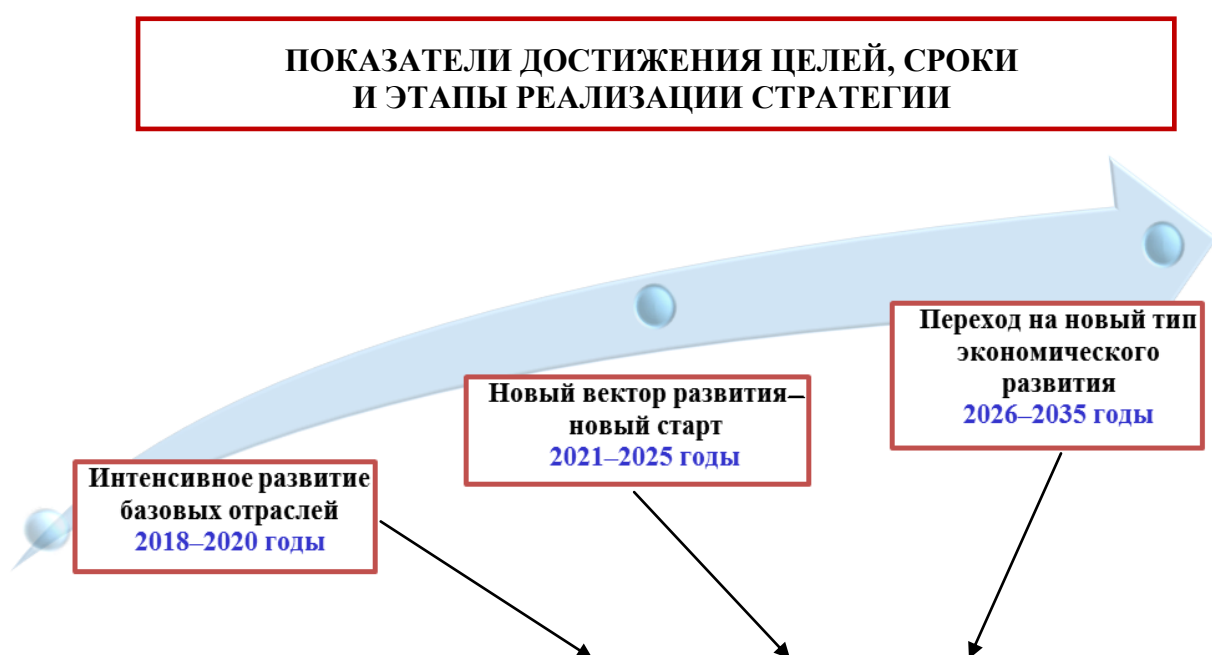 ПОКАЗАТЕЛИ ДОСТИЖЕНИЯ ЦЕЛЕЙ, СРОКИ
И ЭТАПЫ РЕАЛИЗАЦИИ СТРАТЕГИИ
Переход на новый тип
экономического
развития
2026–2035 годы
Новый вектор развития–
новый старт
2021–2025 годы
Интенсивное развитие
базовых отраслей
2018–2020 годы